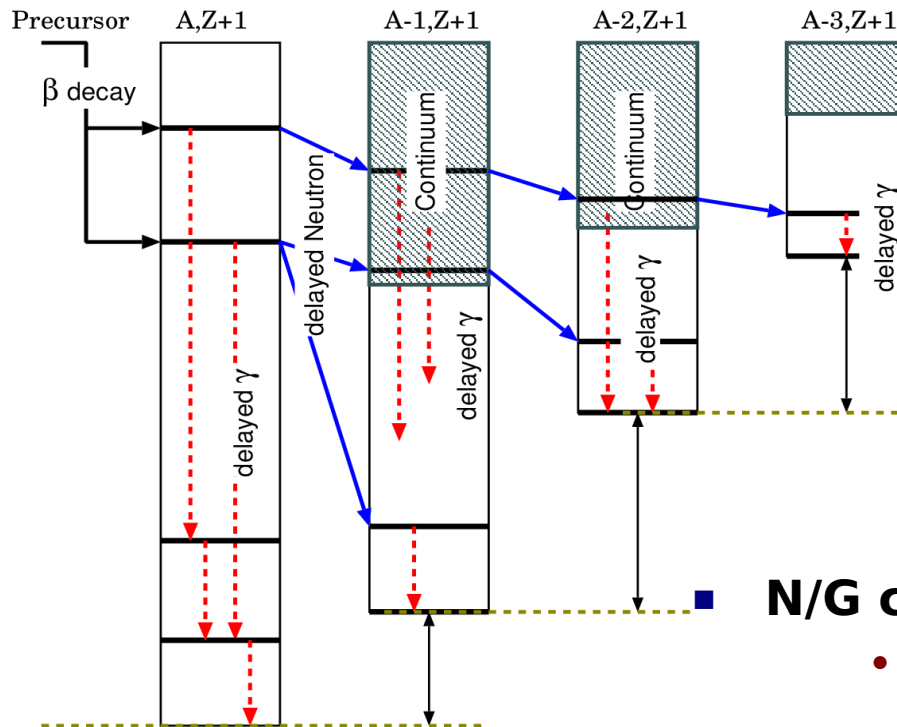 Precursor
A,Z+1
A-1,Z+1
A-2,Z+1
A-3,Z+1
β decay
delayed Neutron
Continuum
Continuum
delayed γ
delayed γ
delayed γ
delayed γ
N/G